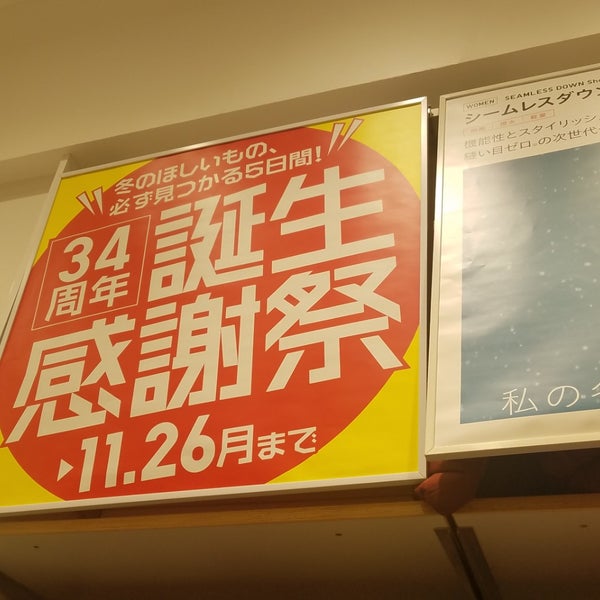 冬のほしいもの、
必ず見つかる5日間!
34
周年
誕生
感謝祭
11.26月まで
WOMEN
SEAMLESS DOWN
シームレスダウン
機能性とスタイリッシ
縫い目ゼロ。の次世代
私の冬